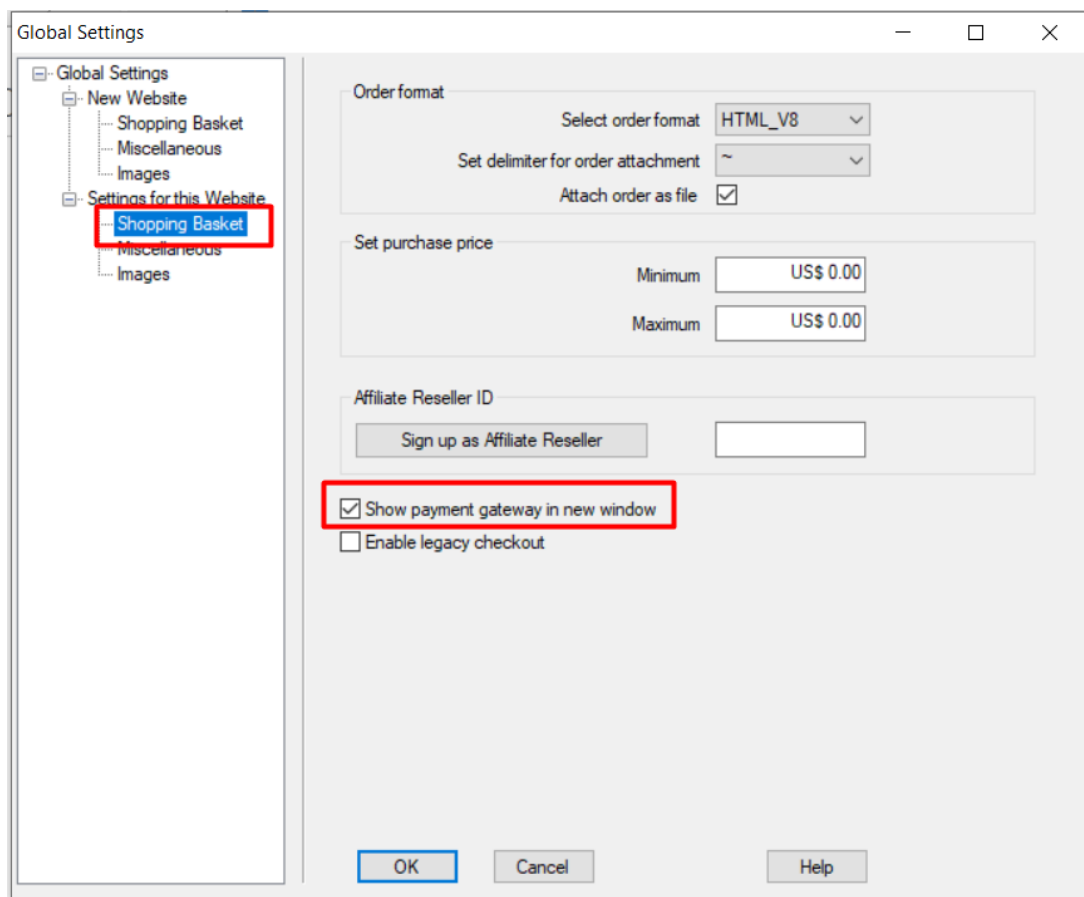 Global Settings
Global Settings
New Website
Shopping Basket
Miscellaneous
Images
Settings for this Website
Shopping Basket
Miscellaneous
Images
Order format
Select order format HTML_V8
Set delimiter for order attachment ~
Attach order as file
Set purchase price
Minimum US$ 0.00
Maximum US$ 0.00
Affiliate Reseller ID
Sign up as Affiliate Reseller
Show payment gateway in new window
Enable legacy checkout
OK Cancel Help